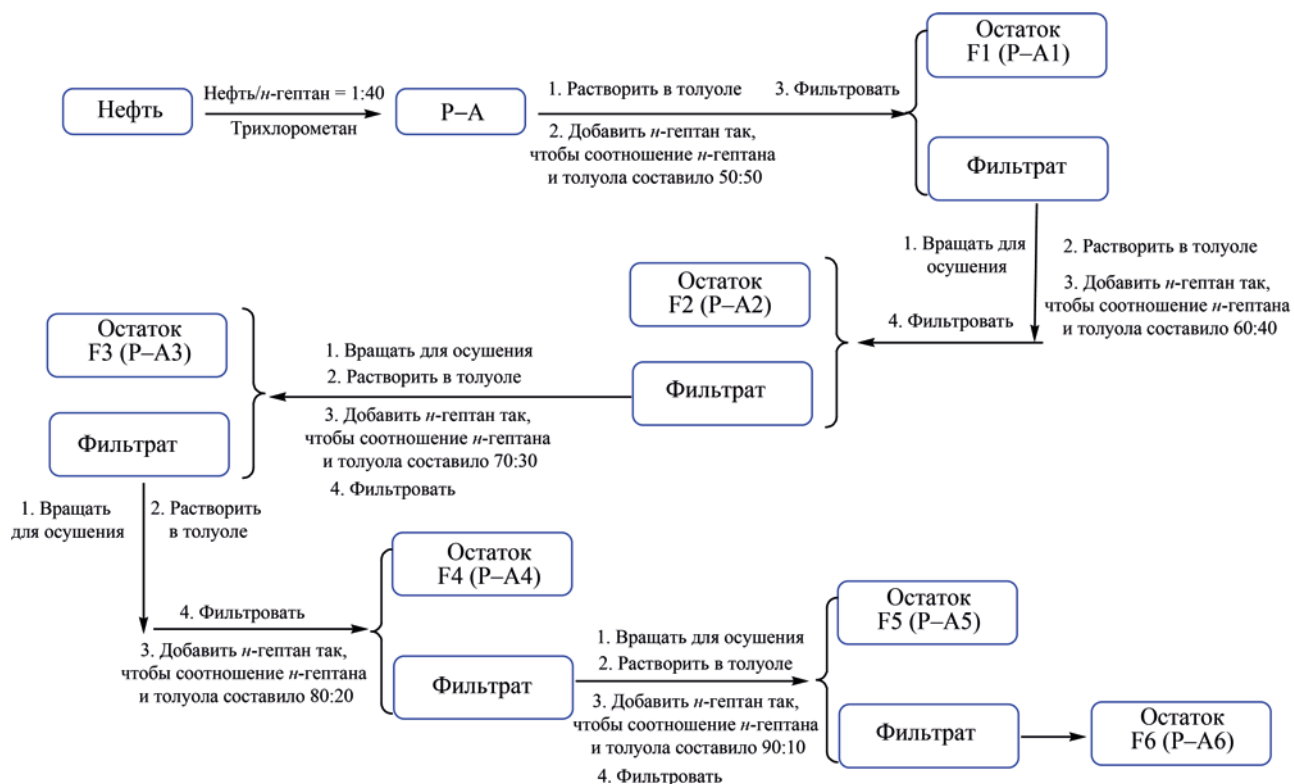 Нефть
Нефть/н-гептан = 1:40
Трихлорометан
P–A
1. Растворить в толуоле
3. Фильтровать
2. Добавить н-гептан так,
чтобы соотношение н-гептана
и толуола составило 50:50
Остаток
F1 (P–A1)
Фильтрат
1. Вращать для
осушения
2. Растворить в толуоле
3. Добавить н-гептан так,
чтобы соотношение н-гептана
и толуола составило 60:40
4. Фильтровать
Остаток
F2 (P–A2)
Фильтрат
1. Вращать для осушения
2. Растворить в толуоле
3. Добавить н-гептан так,
чтобы соотношение н-гептана
и толуола составило 70:30
4. Фильтровать
Остаток
F3 (P–A3)
Фильтрат
1. Вращать
для осушения
2. Растворить
в толуоле
4. Фильтровать
3. Добавить н-гептан так,
чтобы соотношение н-гептана
и толуола составило 80:20
Остаток
F4 (P–A4)
Фильтрат
1. Вращать для осушения
2. Растворить в толуоле
3. Добавить н-гептан так,
чтобы соотношение н-гептана
и толуола составило 90:10
4. Фильтровать
Остаток
F5 (P–A5)
Фильтрат
Остаток
F6 (P–A6)